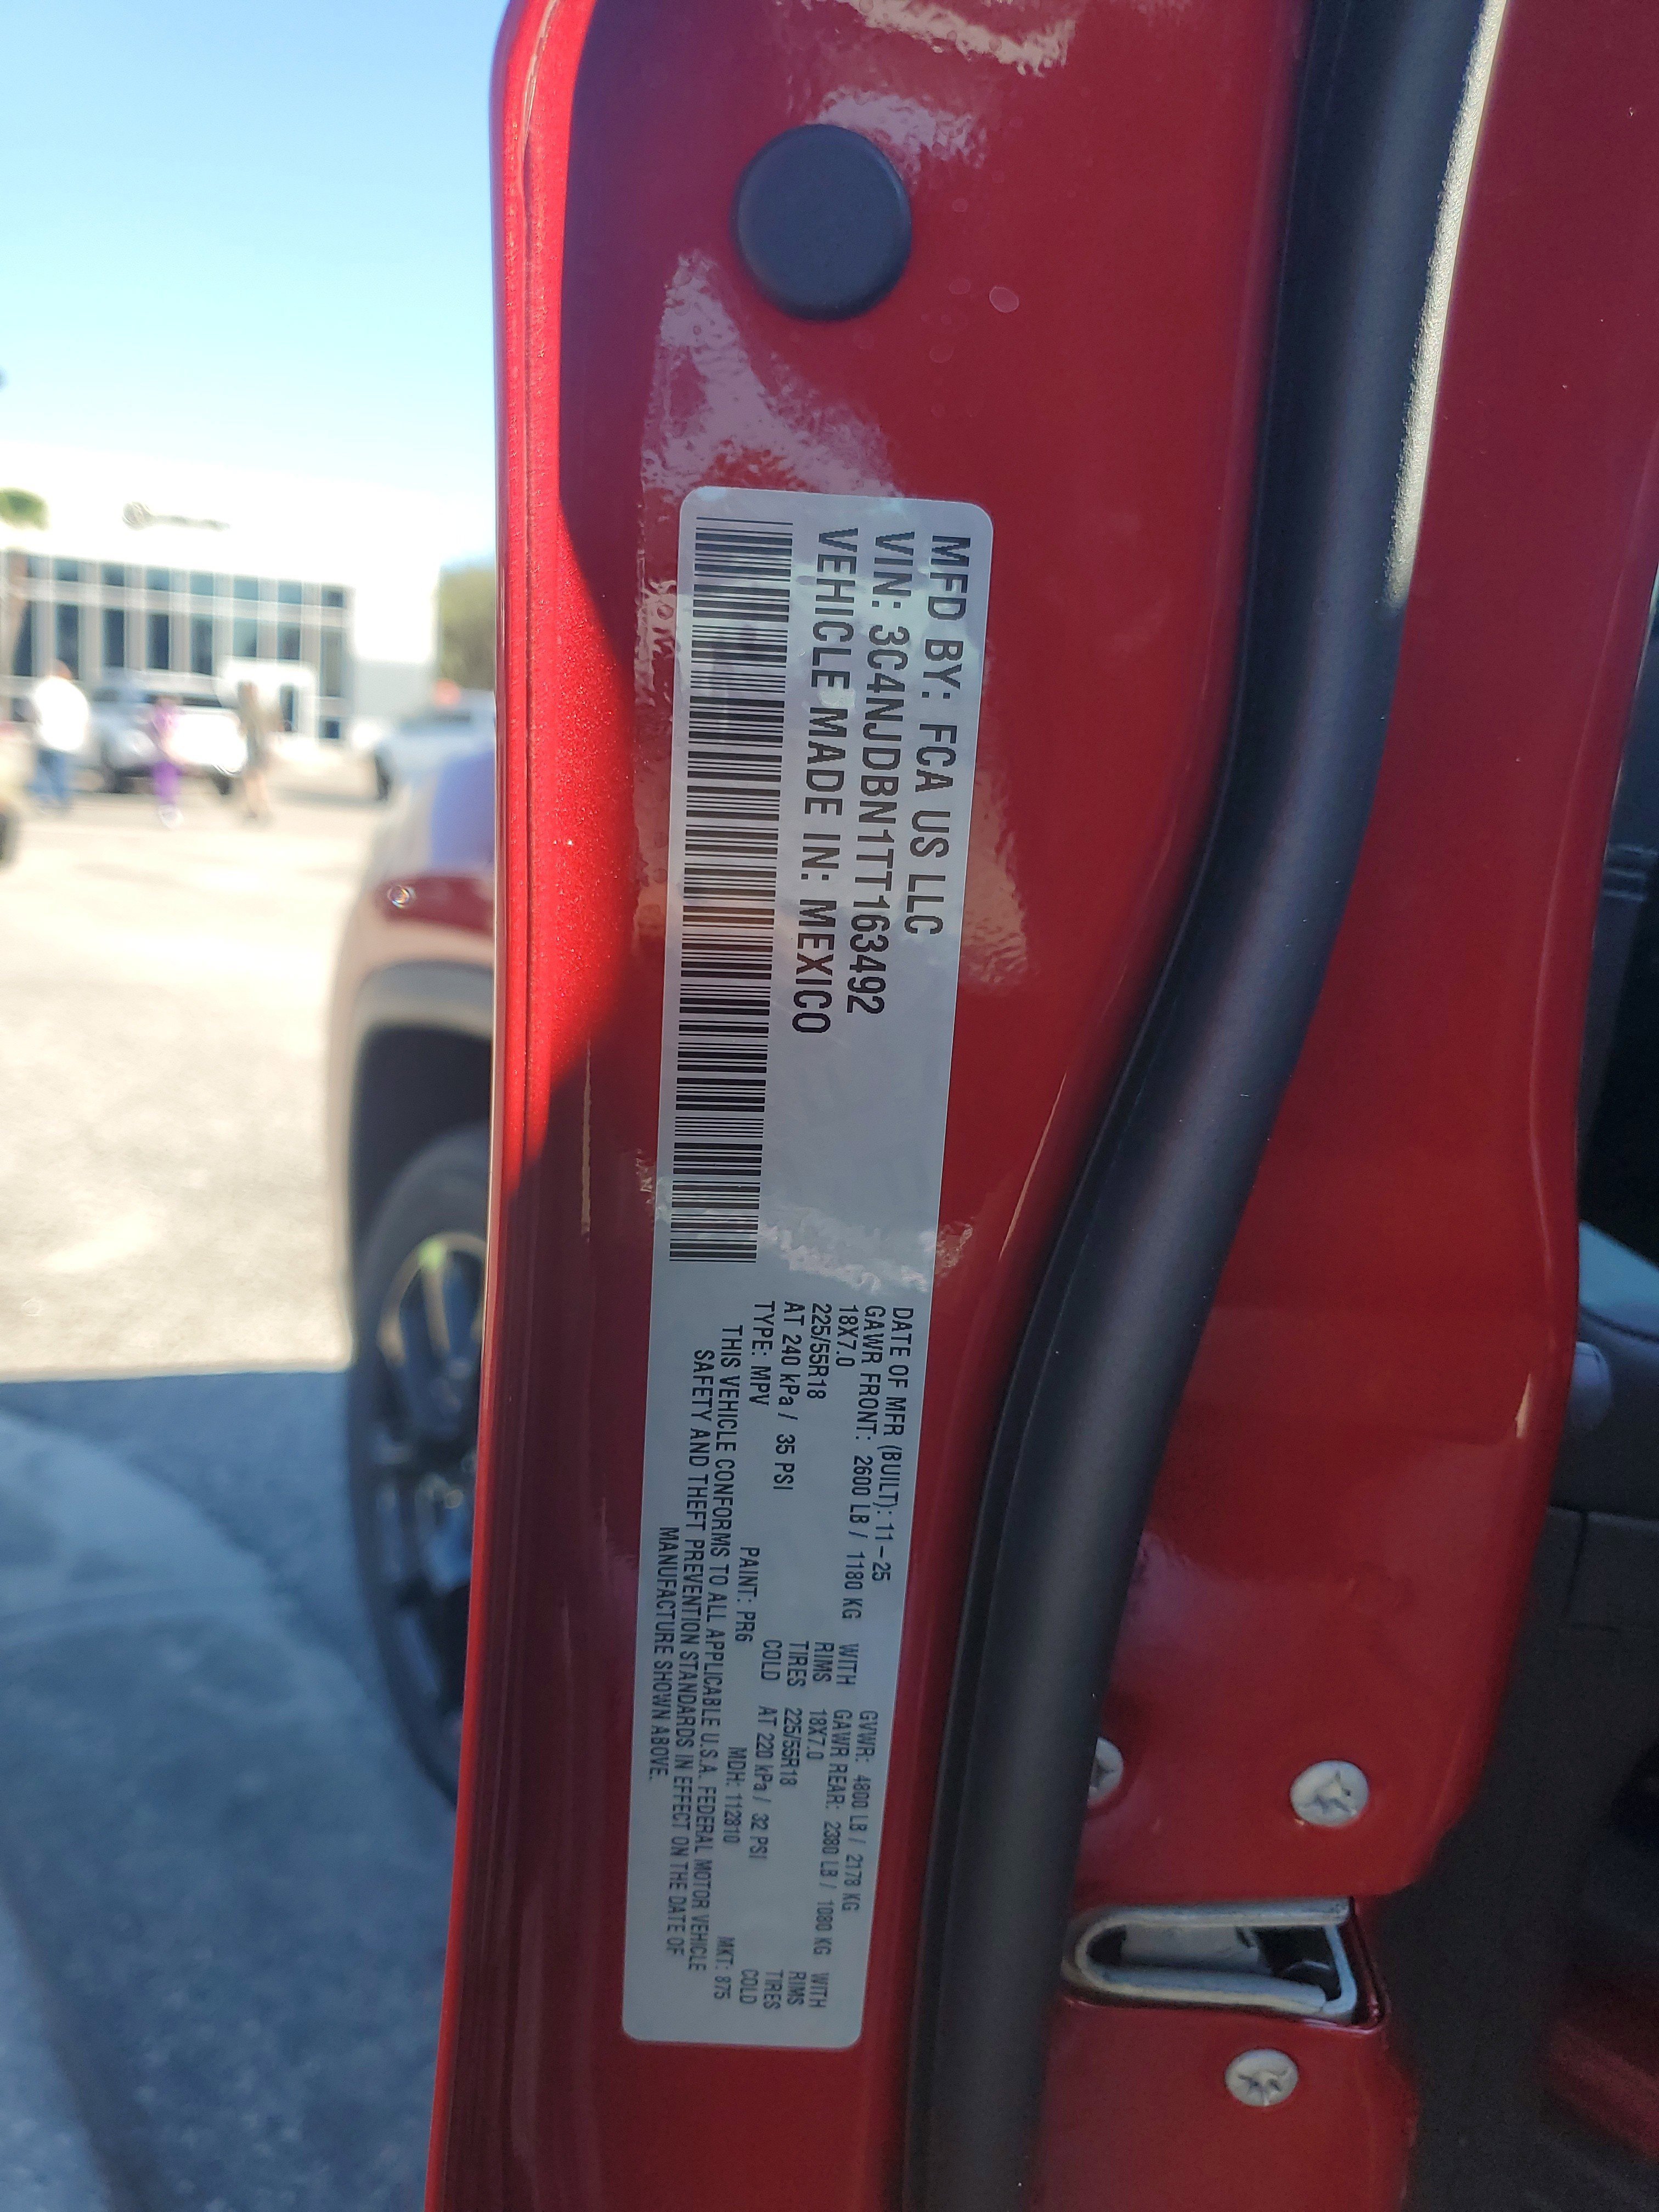 MFD BY: FCA US LLC
VIN: 3C4NJDBN1TT163492
VEHICLE MADE IN: MEXICO
DATE OF MFR (BUILT): 11-25 GVWR: 4800 LB / 2178 KG
GAWR FRONT: 2600 LB / 1180 KG WITH GAWR REAR: 2380 LB / 1080 KG WITH
18X7.0 RIMS 18X7.0 RIMS
225/55R18 TIRES 225/55R18 TIRES
AT 240 kPa / 35 PSI COLD AT 220 kPa / 32 PSI COLD
TYPE: MPV PAINT: PR6 MDH: 112810 MKT: 875
THIS VEHICLE CONFORMS TO ALL APPLICABLE U.S.A. FEDERAL MOTOR VEHICLE
SAFETY AND THEFT PREVENTION STANDARDS IN EFFECT ON THE DATE OF
MANUFACTURE SHOWN ABOVE.